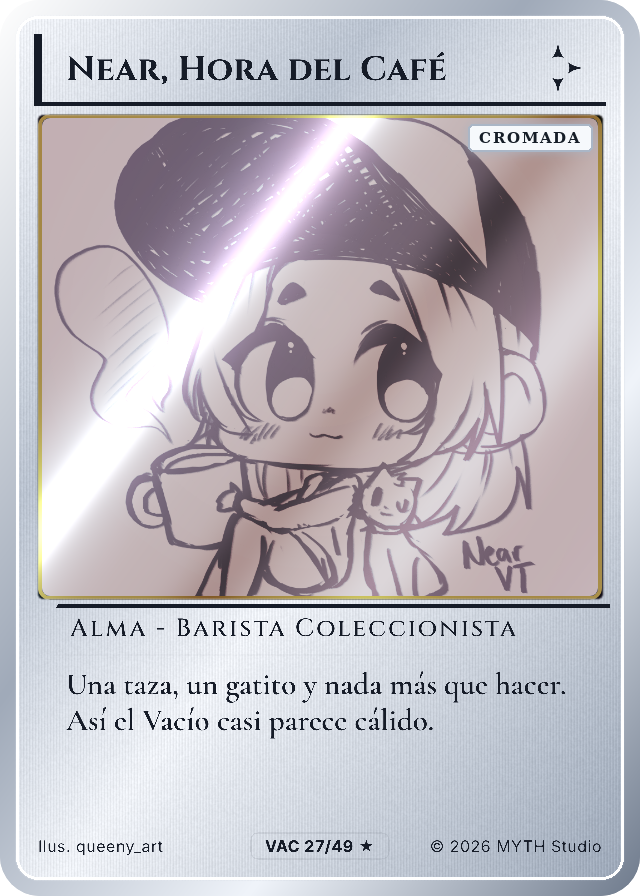 Near, Hora del Café
CROMADA
Near
VT
Alma - Barista Coleccionista
Una taza, un gatito y nada más que hacer.
Así el Vacío casi parece cálido.
Ilus. queeny_art
VAC 27/49 ★
© 2026 MYTH Studio